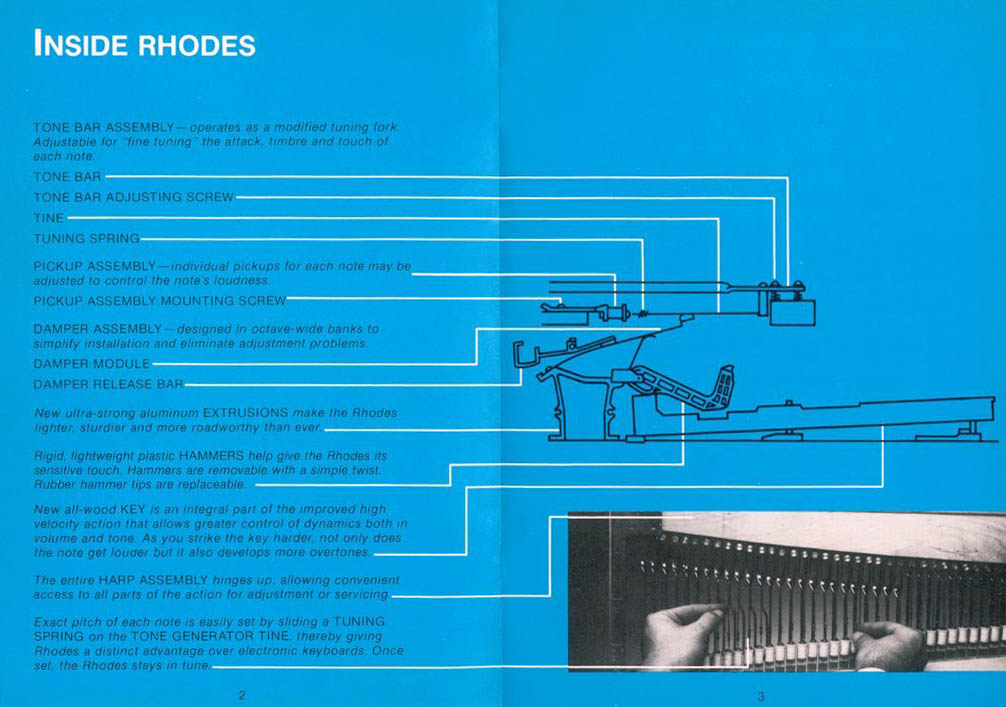 INSIDE RHODES
TONE BAR ASSEMBLY—operates as a modified tuning fork.
Adjustable for "fine tuning" the attack, timbre and touch of
each note.
TONE BAR
TONE BAR ADJUSTING SCREW
TINE
TUNING SPRING
PICKUP ASSEMBLY—individual pickups for each note may be
adjusted to control the note's loudness.
PICKUP ASSEMBLY MOUNTING SCREW
DAMPER ASSEMBLY—designed in octave-wide banks to
simplify installation and eliminate adjustment problems.
DAMPER MODULE
DAMPER RELEASE BAR
New ultra-strong aluminum EXTRUSIONS make the Rhodes
lighter, sturdier and more roadworthy than ever.
Rigid, lightweight plastic HAMMERS help give the Rhodes its
sensitive touch. Hammers are removable with a simple twist.
Rubber hammer tips are replaceable.
New all-wood KEY is an integral part of the improved high
velocity action that allows greater control of dynamics both in
volume and tone. As you strike the key harder, not only does
the note get louder but it also develops more overtones.
The entire HARP ASSEMBLY hinges up, allowing convenient
access to all parts of the action for adjustment or servicing.
Exact pitch of each note is easily set by sliding a TUNING
SPRING on the TONE GENERATOR TINE, thereby giving
Rhodes a distinct advantage over electronic keyboards. Once
set, the Rhodes stays in tune.
2
3